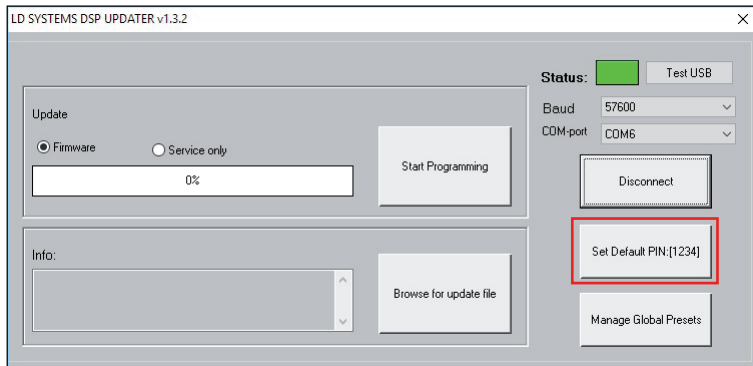 LD SYSTEMS DSP UPDATER v1.3.2
Status:
Test USB
Update
Baud
57600
COM-port
COM6
Firmware
Service only
0%
Start Programming
Disconnect
Set Default PIN:[1234]
Info:
Browse for update file
Manage Global Presets